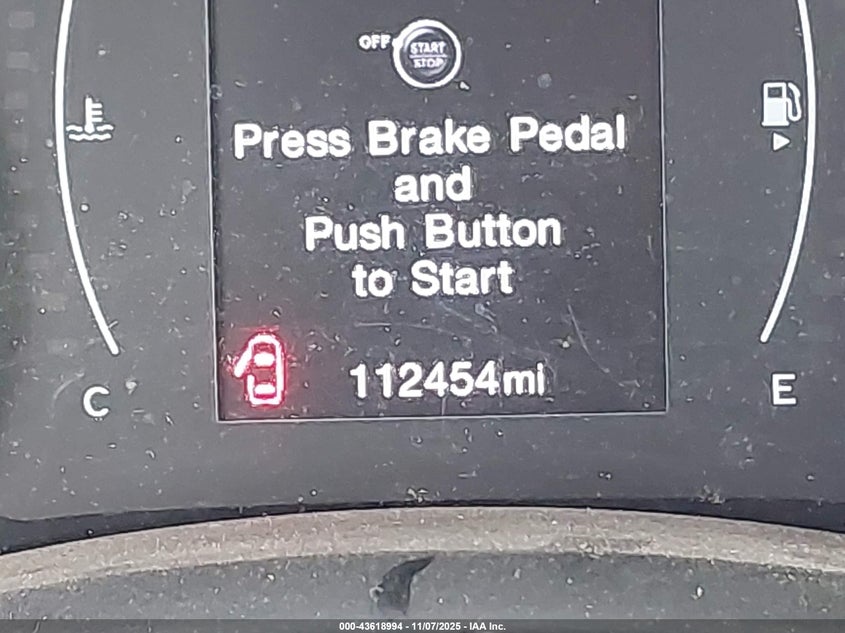 OFF
START
STOP
Press Brake Pedal
and
Push Button
to Start
112454mi
C
E
000-43618994 - 11/07/2025 - IAA Inc.